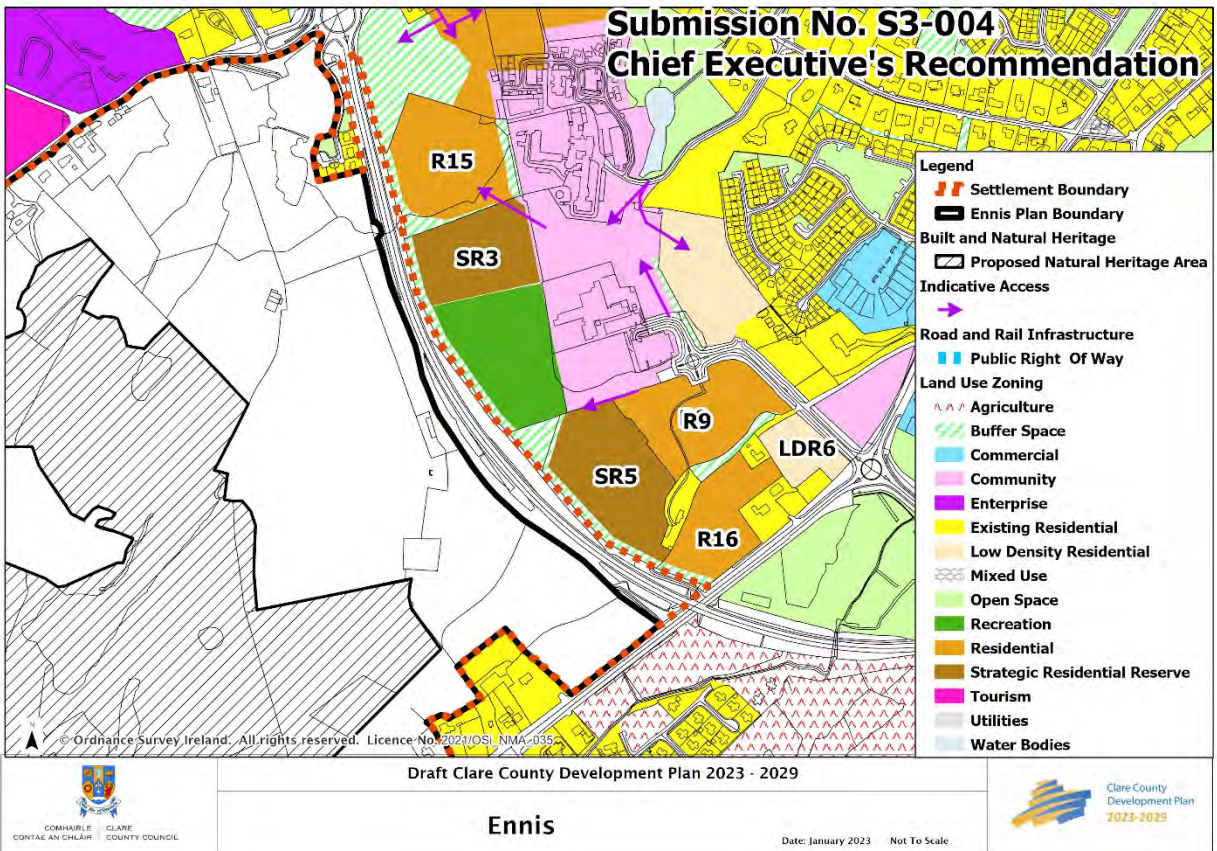 Submission No. S3-004
Chief Executive's Recommendation
R15
SR3
R9
LDR6
SR5
R16
Legend
Settlement Boundary
Ennis Plan Boundary
Built and Natural Heritage
Proposed Natural Heritage Area
Indicative Access
Road and Rail Infrastructure
Public Right Of Way
Land Use Zoning
Agriculture
Buffer Space
Commercial
Community
Enterprise
Existing Residential
Low Density Residential
Mixed Use
Open Space
Recreation
Residential
Strategic Residential Reserve
Tourism
Utilities
Water Bodies
© Ordnance Survey Ireland. All rights reserved. Licence No. 2021/OSi_NMA_035
Draft Clare County Development Plan 2023 - 2029
Ennis
Date: January 2023 Not To Scale
COMHAIRLE CLARE
CONTAE AN CHLÁIR COUNTY COUNCIL
Clare County
Development Plan
2023-2029